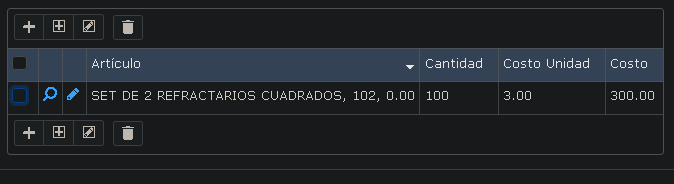 Artículo Cantidad Costo Unidad Costo
SET DE 2 REFRACTARIOS CUADRADOS, 102, 0.00 100 3.00 300.00